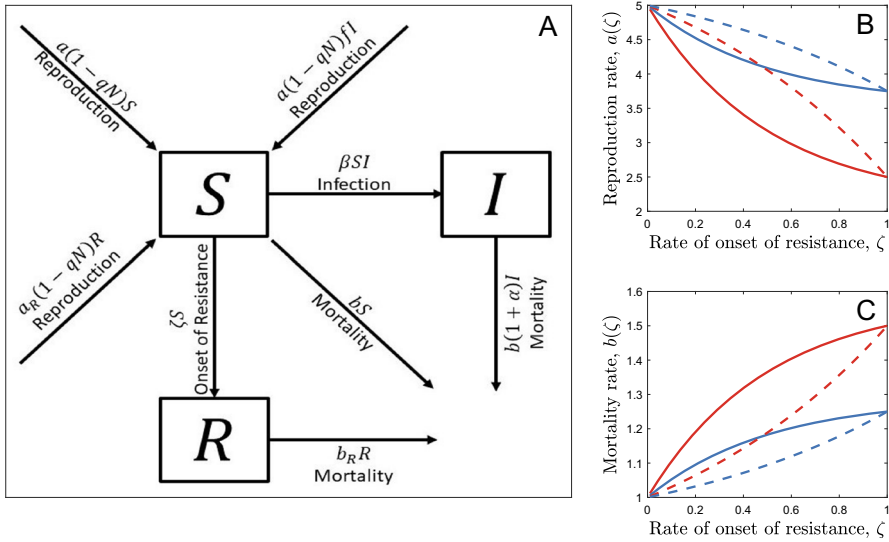 A
a(1 − qN)S
Reproduction
a(1 − qN)fI
Reproduction
S
βSI
Infection
I
a_R(1 − qN)R
Reproduction
ζS
Onset of Resistance
bS
Mortality
b(1 + α)I
Mortality
R
b_R R
Mortality
B
Reproduction rate, a(ζ)
5
4.5
4
3.5
3
2.5
2
0
0.2
0.4
0.6
0.8
1
Rate of onset of resistance, ζ
C
Mortality rate, b(ζ)
1.6
1.5
1.4
1.3
1.2
1.1
1
0
0.2
0.4
0.6
0.8
1
Rate of onset of resistance, ζ